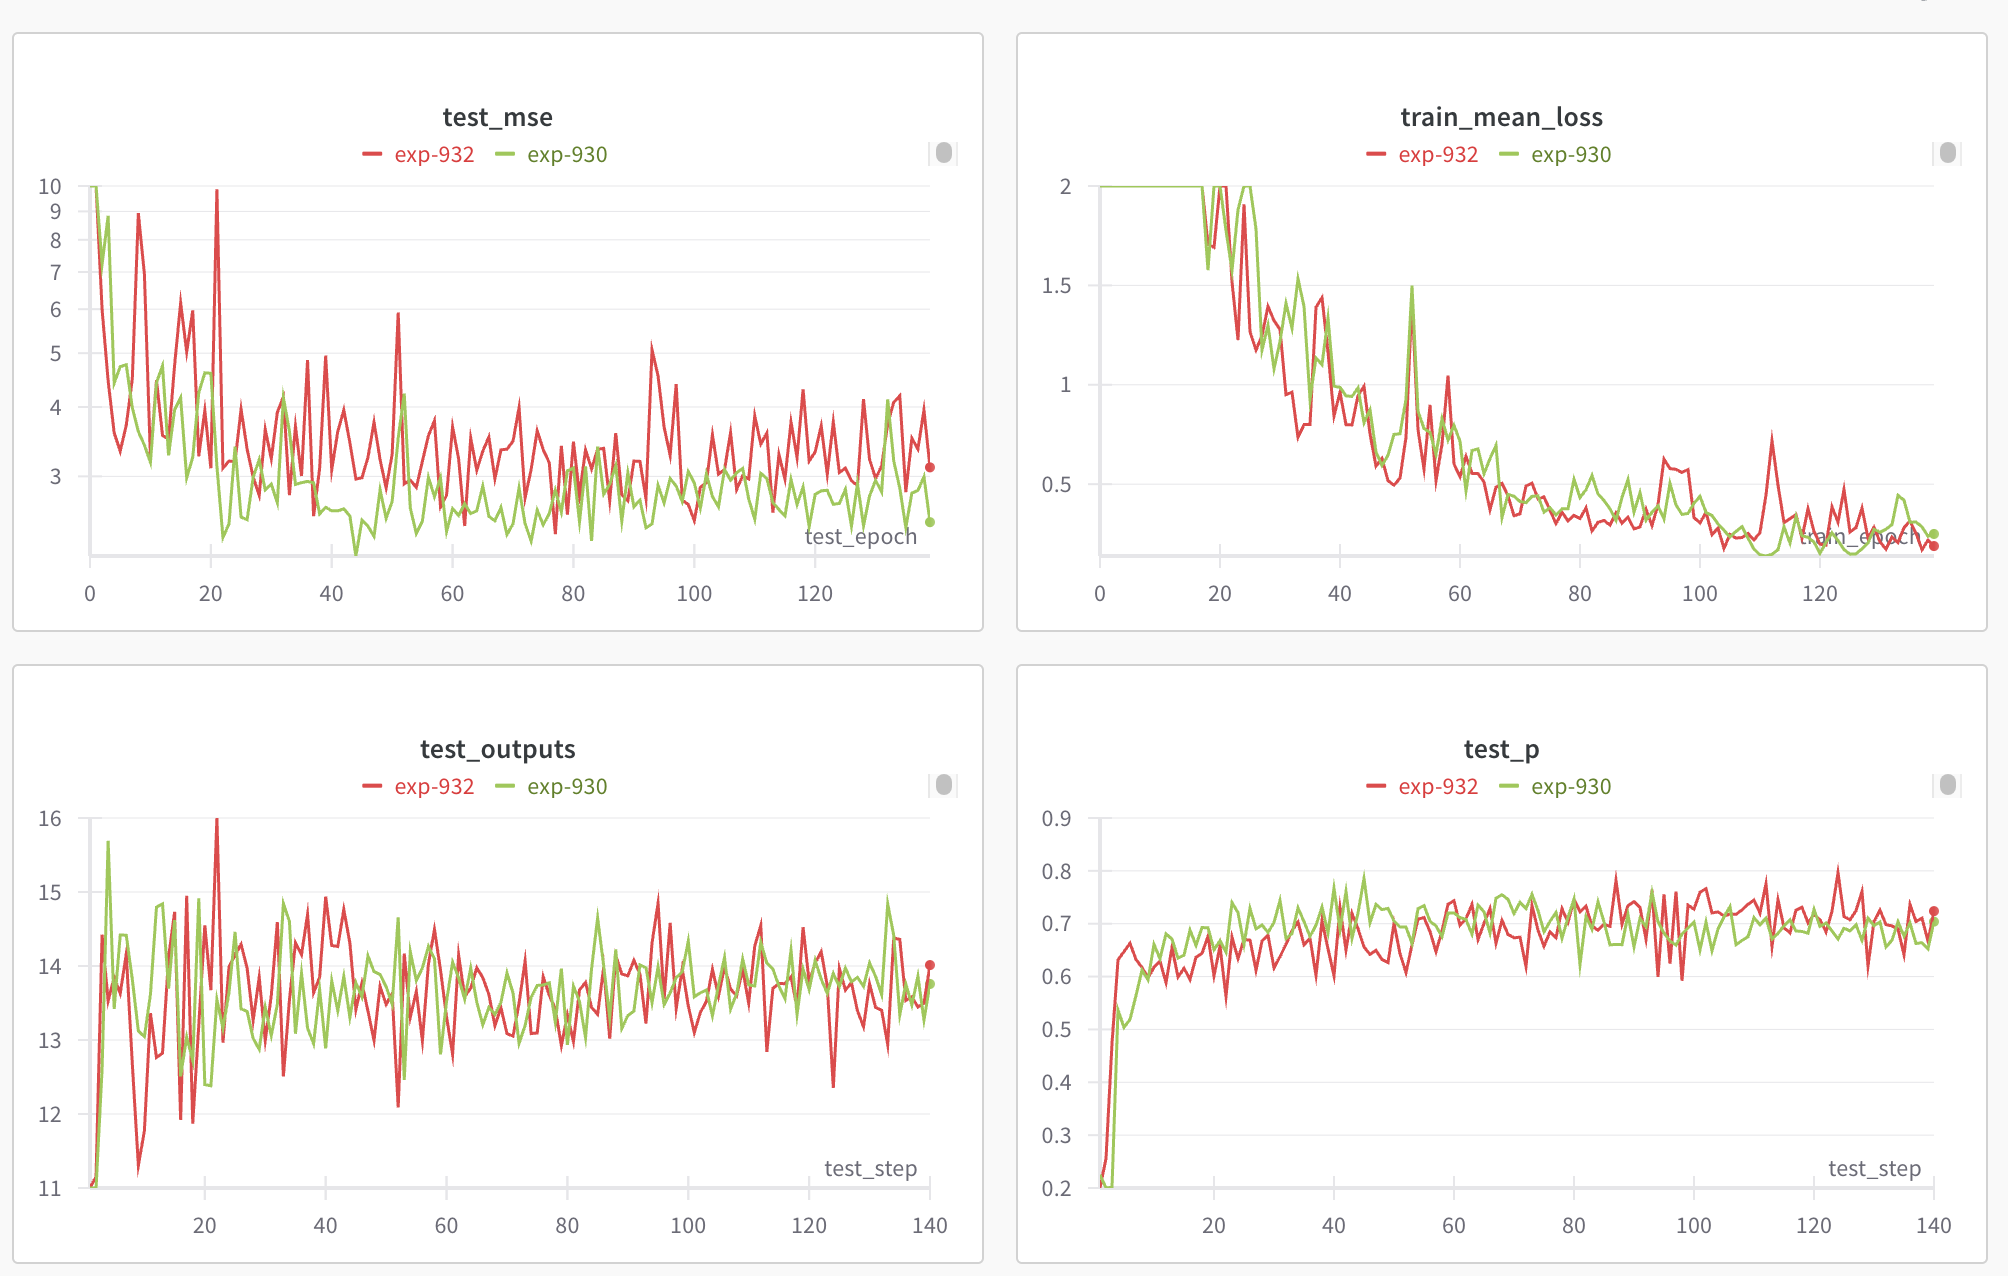 test_mse
exp-932 exp-930
10
9
8
7
6
5
4
3
test_epoch
0 20 40 60 80 100 120
train_mean_loss
exp-932 exp-930
2
1.5
1
0.5
train_epoch
0 20 40 60 80 100 120
test_outputs
exp-932 exp-930
16
15
14
13
12
11
test_step
20 40 60 80 100 120 140
test_p
exp-932 exp-930
0.9
0.8
0.7
0.6
0.5
0.4
0.3
0.2
test_step
20 40 60 80 100 120 140